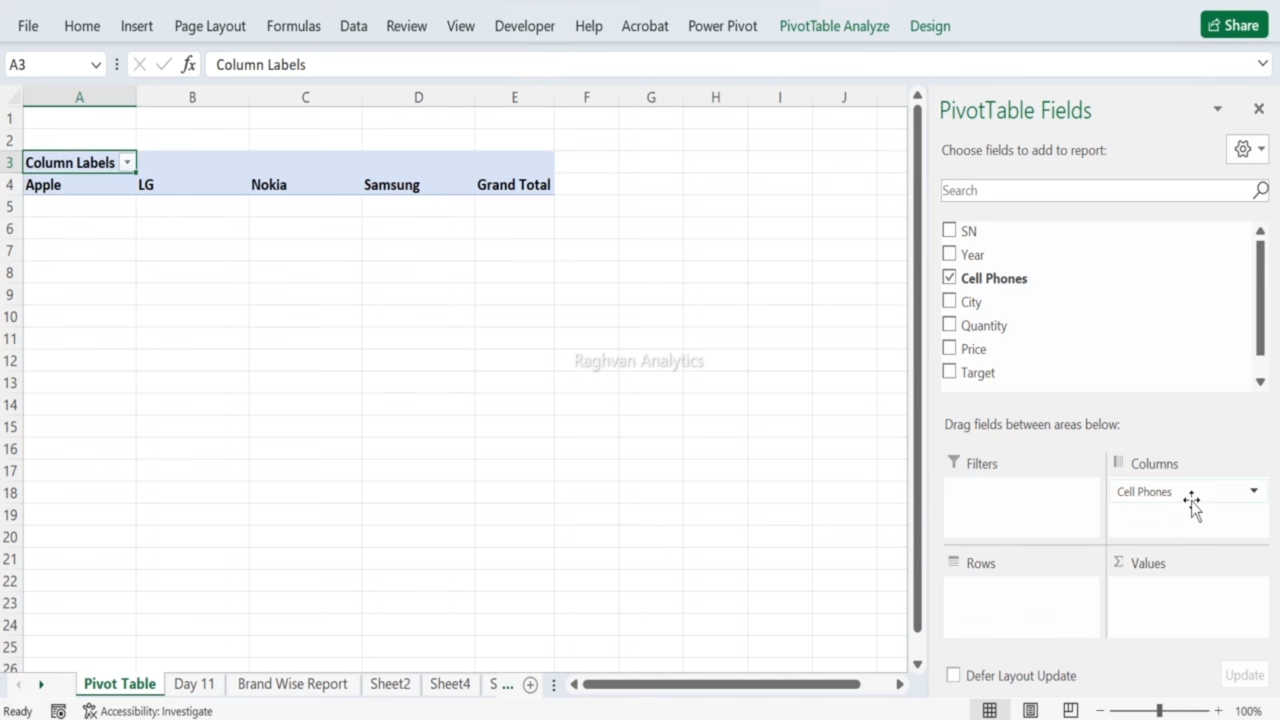 File Home Insert Page Layout Formulas Data Review View Developer Help Acrobat Power Pivot PivotTable Analyze Design Share
A3 fx Column Labels
A B C D E F G H I J
1
2
3 Column Labels
4 Apple LG Nokia Samsung Grand Total
5
6
7
8
9
10
11
12
13
14
15
16
17
18
19
20
21
22
23
24
25
26
Raghvan Analytics
PivotTable Fields
Choose fields to add to report:
Search
SN
Year
Cell Phones
City
Quantity
Price
Target
Drag fields between areas below:
Filters Columns
Cell Phones
Rows Σ Values
Defer Layout Update Update
Pivot Table Day 11 Brand Wise Report Sheet2 Sheet4 S ...
Ready Accessibility: Investigate 100%